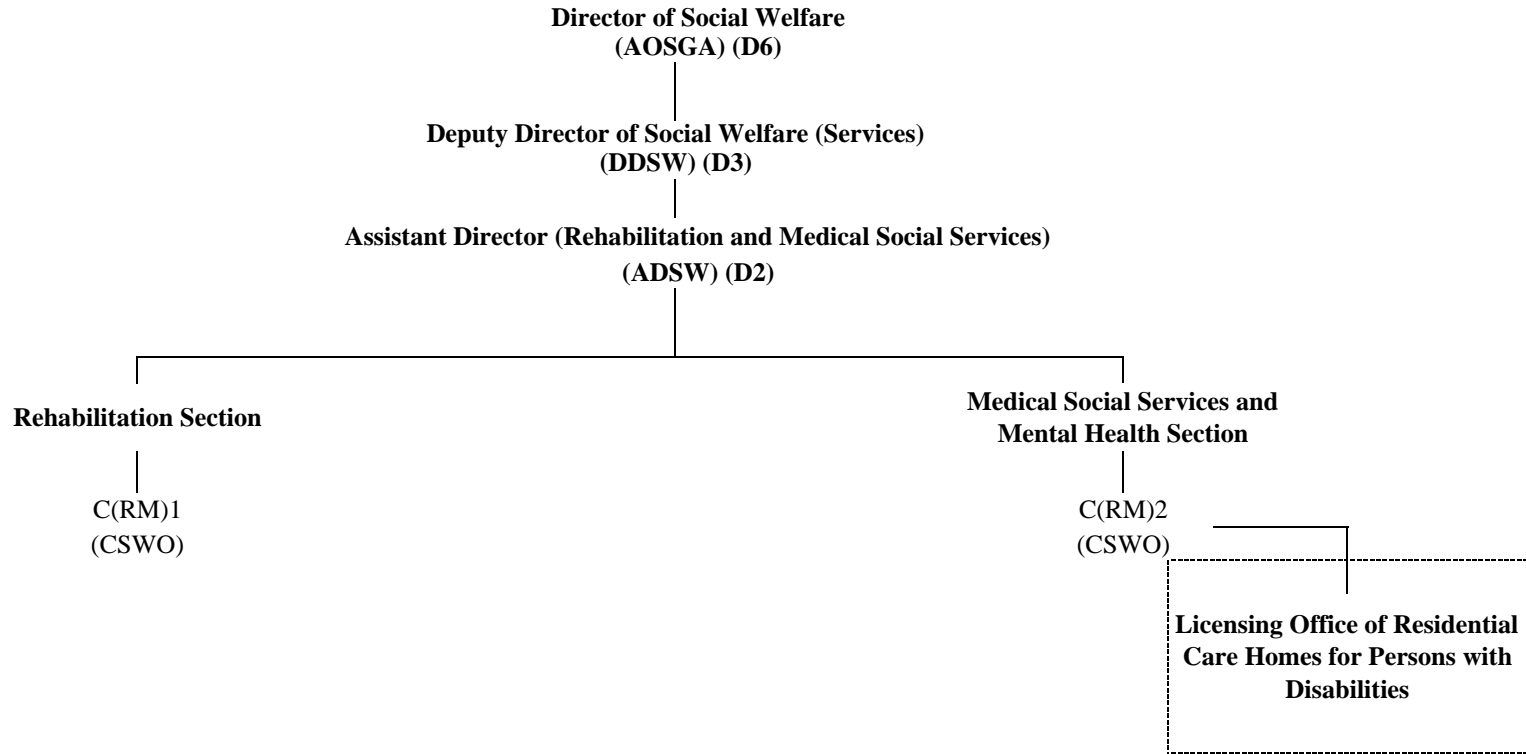 Director of Social Welfare
(AOSGA) (D6)
Deputy Director of Social Welfare (Services)
(DDSW) (D3)
Assistant Director (Rehabilitation and Medical Social Services)
(ADSW) (D2)
Rehabilitation Section
C(RM)1
(CSWO)
Medical Social Services and
Mental Health Section
C(RM)2
(CSWO)
Licensing Office of Residential
Care Homes for Persons with
Disabilities